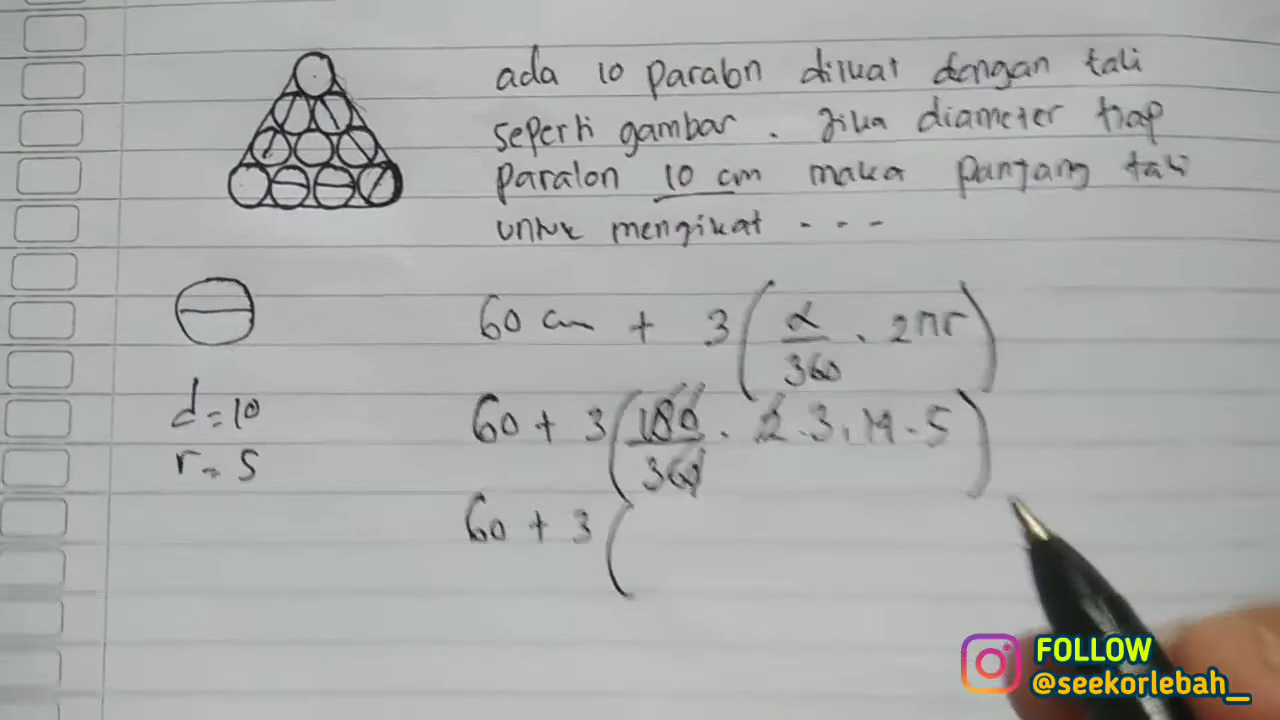 ada 10 paralon diikat dengan tali
seperti gambar. Jika diameter tiap
paralon 10 cm maka panjang tali
untuk mengikat ...
60 cm + 3 (α/360 . 2πr)
d = 10
60 + 3 (180/360 . 2.3,14.5)
r = 5
60 + 3 (
FOLLOW
@seekorlebah_